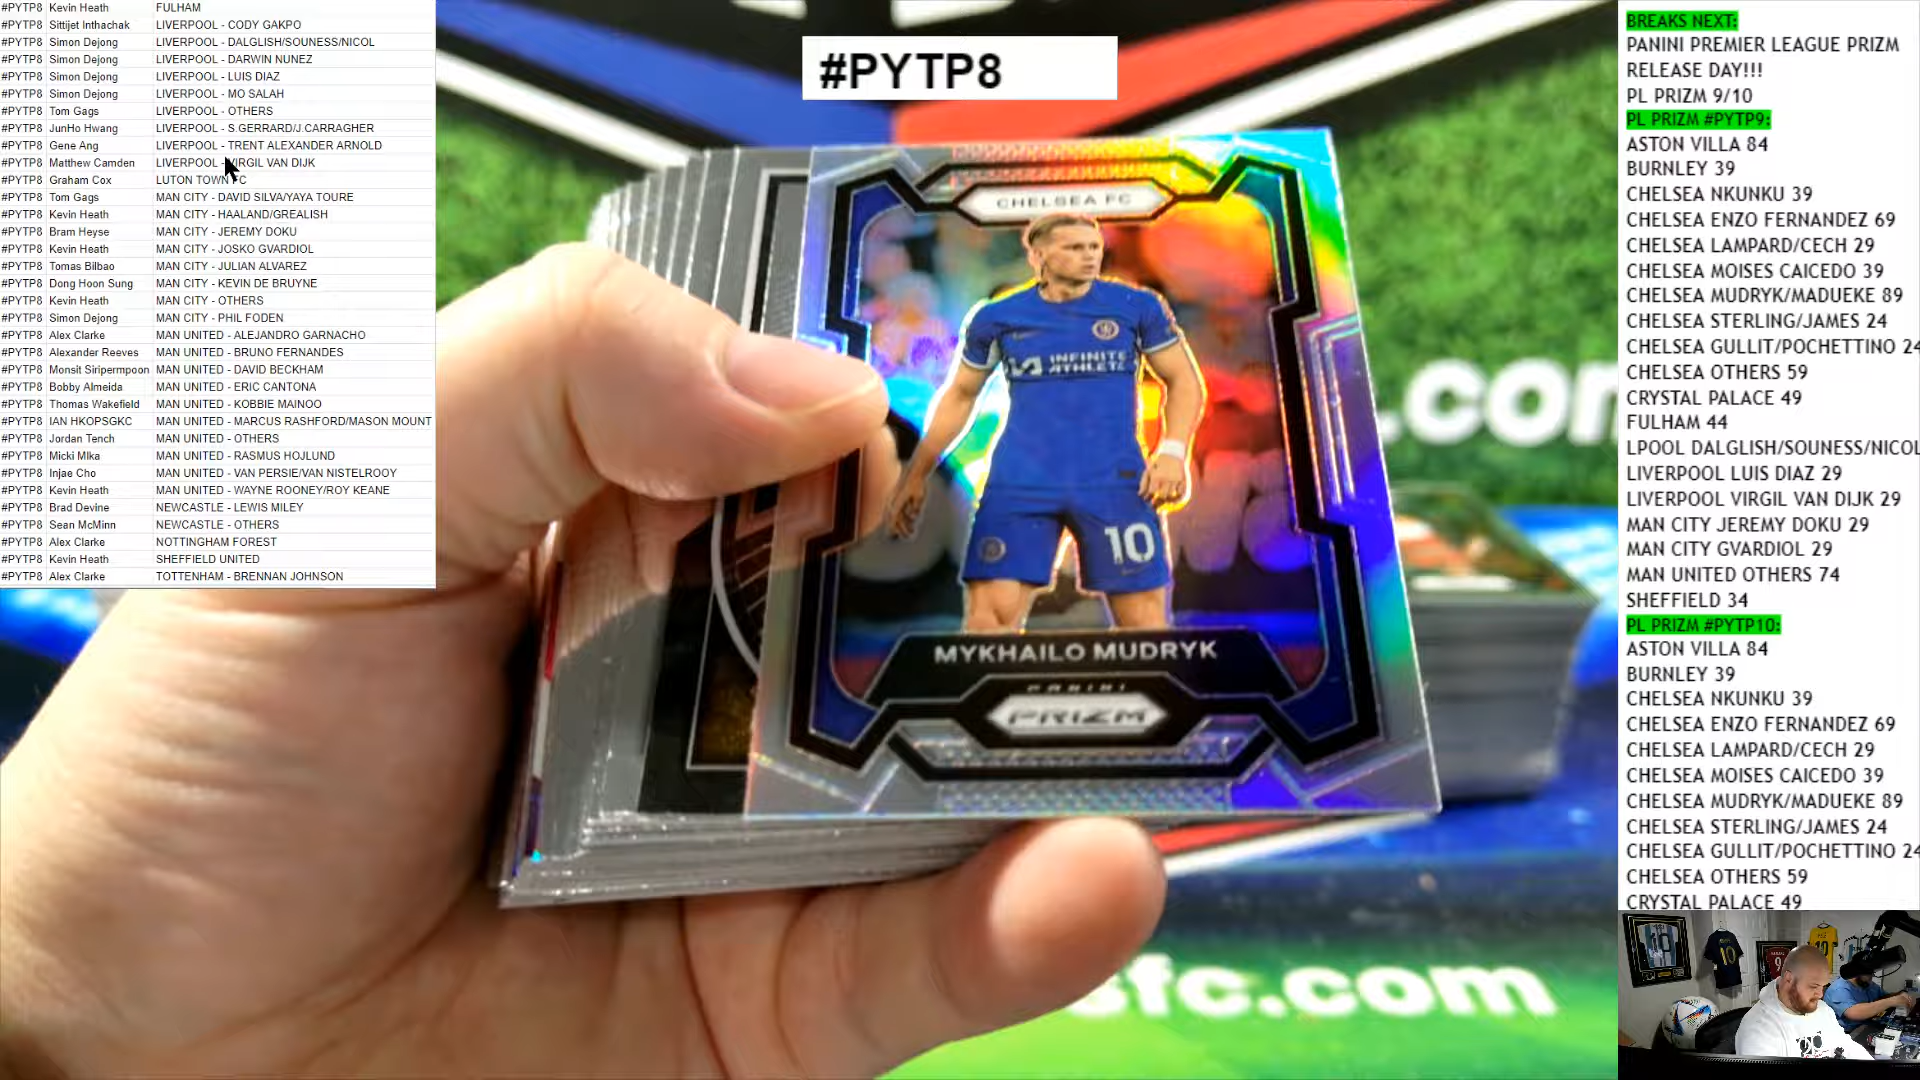 #PYTP8 Kevin Heath FULHAM
#PYTP8 Sittijet Inthachak LIVERPOOL - CODY GAKPO
#PYTP8 Simon Dejong LIVERPOOL - DALGLISH/SOUNESS/NICOL
#PYTP8 Simon Dejong LIVERPOOL - DARWIN NUNEZ
#PYTP8 Simon Dejong LIVERPOOL - LUIS DIAZ
#PYTP8 Simon Dejong LIVERPOOL - MO SALAH
#PYTP8 Tom Gags LIVERPOOL - OTHERS
#PYTP8 JunHo Hwang LIVERPOOL - S.GERRARD/J.CARRAGHER
#PYTP8 Gene Ang LIVERPOOL - TRENT ALEXANDER ARNOLD
#PYTP8 Matthew Camden LIVERPOOL - VIRGIL VAN DIJK
#PYTP8 Graham Cox LUTON TOWN FC
#PYTP8 Tom Gags MAN CITY - DAVID SILVA/YAYA TOURE
#PYTP8 Kevin Heath MAN CITY - HAALAND/GREALISH
#PYTP8 Bram Heyse MAN CITY - JEREMY DOKU
#PYTP8 Kevin Heath MAN CITY - JOSKO GVARDIOL
#PYTP8 Tomas Bilbao MAN CITY - JULIAN ALVAREZ
#PYTP8 Dong Hoon Sung MAN CITY - KEVIN DE BRUYNE
#PYTP8 Kevin Heath MAN CITY - OTHERS
#PYTP8 Simon Dejong MAN CITY - PHIL FODEN
#PYTP8 Alex Clarke MAN UNITED - ALEJANDRO GARNACHO
#PYTP8 Alexander Reeves MAN UNITED - BRUNO FERNANDES
#PYTP8 Monsit Siripermpoon MAN UNITED - DAVID BECKHAM
#PYTP8 Bobby Almeida MAN UNITED - ERIC CANTONA
#PYTP8 Thomas Wakefield MAN UNITED - KOBBIE MAINOO
#PYTP8 IAN HKOPSGKC MAN UNITED - MARCUS RASHFORD/MASON MOUNT
#PYTP8 Jordan Tench MAN UNITED - OTHERS
#PYTP8 Micki Mlka MAN UNITED - RASMUS HOJLUND
#PYTP8 Injae Cho MAN UNITED - VAN PERSIE/VAN NISTELROOY
#PYTP8 Kevin Heath MAN UNITED - WAYNE ROONEY/ROY KEANE
#PYTP8 Brad Devine NEWCASTLE - LEWIS MILEY
#PYTP8 Sean McMinn NEWCASTLE - OTHERS
#PYTP8 Alex Clarke NOTTINGHAM FOREST
#PYTP8 Kevin Heath SHEFFIELD UNITED
#PYTP8 Alex Clarke TOTTENHAM - BRENNAN JOHNSON
#PYTP8
CHELSEA FC
INFINITE
ATHLETE
10
MYKHAILO MUDRYK
PANINI
PRIZM
.com
sfc.com
BREAKS NEXT:
PANINI PREMIER LEAGUE PRIZM
RELEASE DAY!!!
PL PRIZM 9/10
PL PRIZM #PYTP9:
ASTON VILLA 84
BURNLEY 39
CHELSEA NKUNKU 39
CHELSEA ENZO FERNANDEZ 69
CHELSEA LAMPARD/CECH 29
CHELSEA MOISES CAICEDO 39
CHELSEA MUDRYK/MADUEKE 89
CHELSEA STERLING/JAMES 24
CHELSEA GULLIT/POCHETTINO 24
CHELSEA OTHERS 59
CRYSTAL PALACE 49
FULHAM 44
LPOOL DALGLISH/SOUNESS/NICOL
LIVERPOOL LUIS DIAZ 29
LIVERPOOL VIRGIL VAN DIJK 29
MAN CITY JEREMY DOKU 29
MAN CITY GVARDIOL 29
MAN UNITED OTHERS 74
SHEFFIELD 34
PL PRIZM #PYTP10:
ASTON VILLA 84
BURNLEY 39
CHELSEA NKUNKU 39
CHELSEA ENZO FERNANDEZ 69
CHELSEA LAMPARD/CECH 29
CHELSEA MOISES CAICEDO 39
CHELSEA MUDRYK/MADUEKE 89
CHELSEA STERLING/JAMES 24
CHELSEA GULLIT/POCHETTINO 24
CHELSEA OTHERS 59
CRYSTAL PALACE 49
10
10
9
10